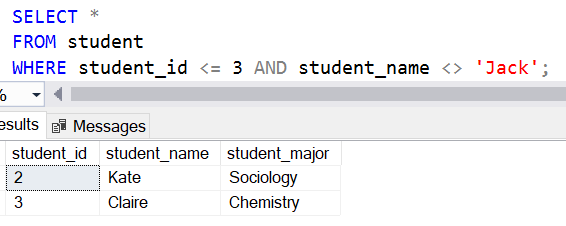 SELECT *
FROM student
WHERE student_id <= 3 AND student_name <> 'Jack';
%
esults Messages
student_id student_name student_major
2 Kate Sociology
3 Claire Chemistry